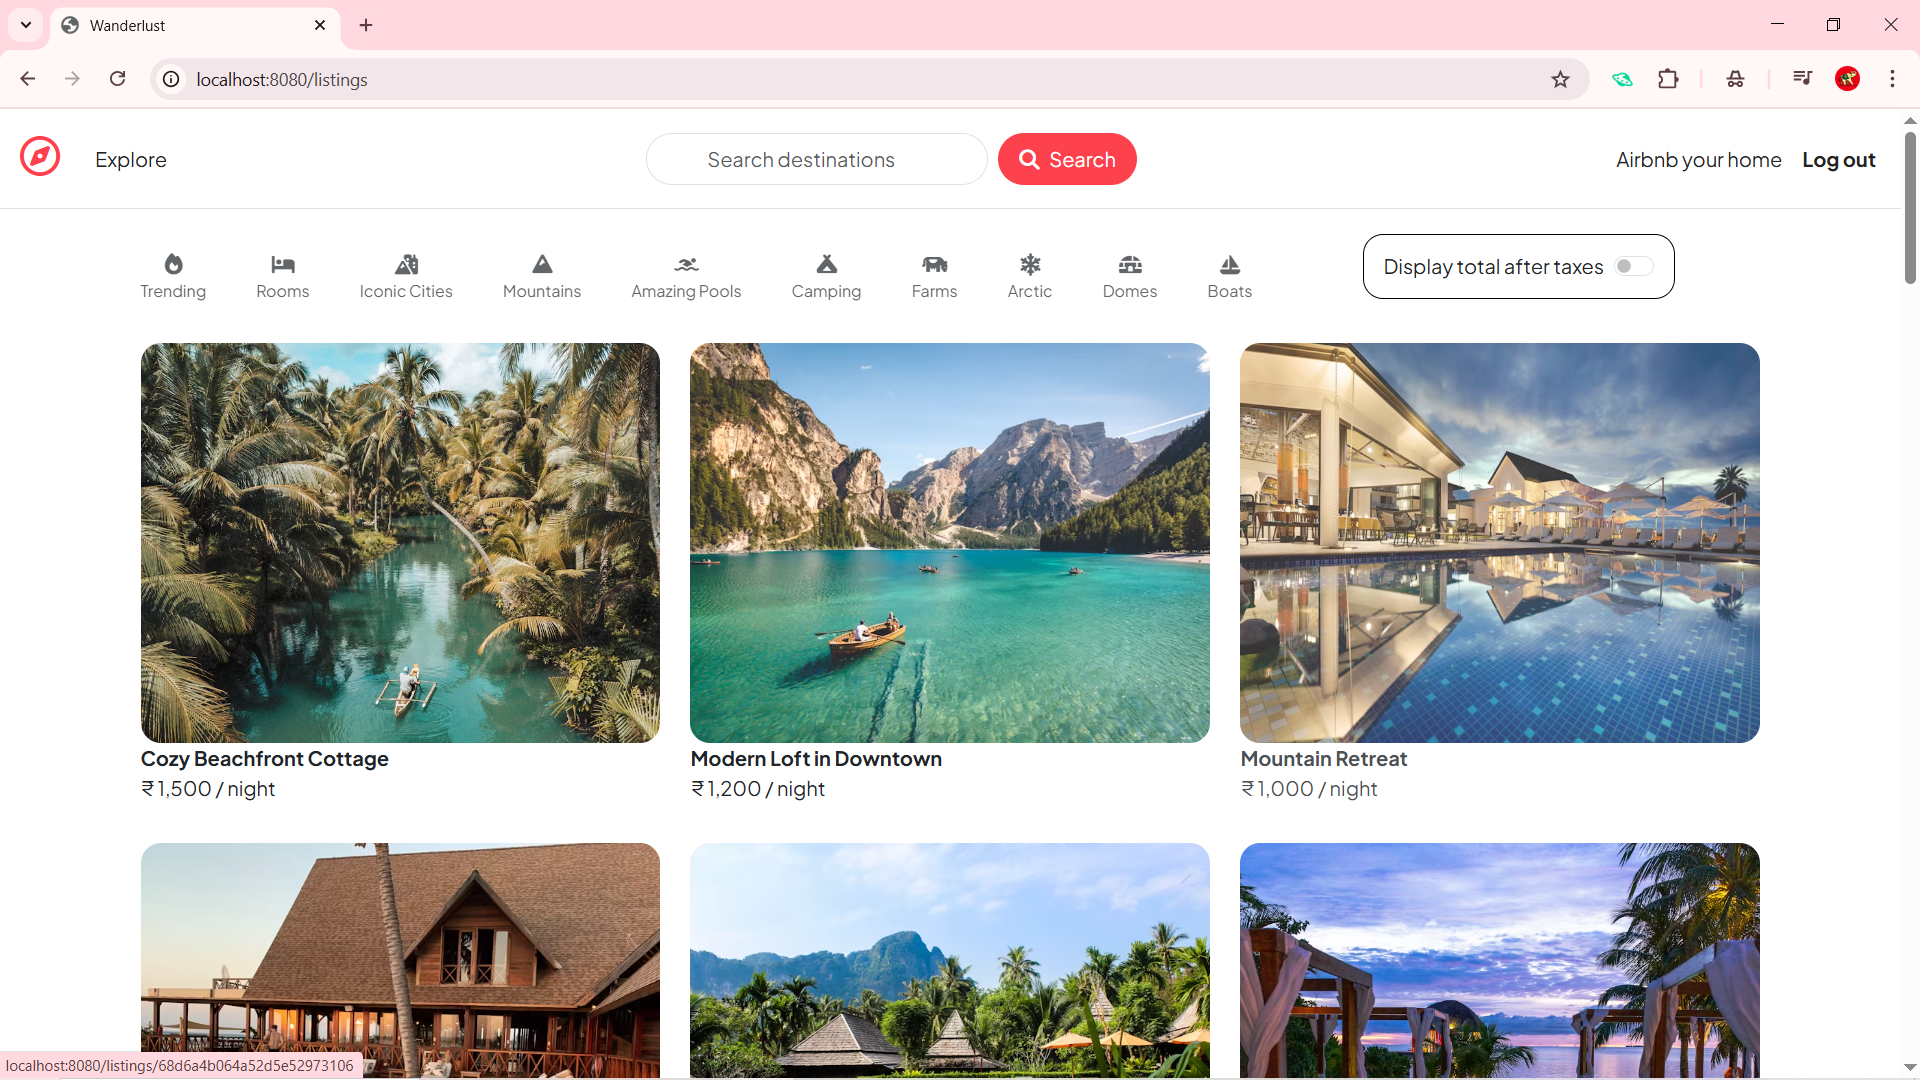 Wanderlust
localhost:8080/listings
Explore
Search destinations
Search
Airbnb your home
Log out
Trending
Rooms
Iconic Cities
Mountains
Amazing Pools
Camping
Farms
Arctic
Domes
Boats
Display total after taxes
Cozy Beachfront Cottage
₹1,500 / night
Modern Loft in Downtown
₹1,200 / night
Mountain Retreat
₹1,000 / night
localhost:8080/listings/68d6a4b064a52d5e52973106